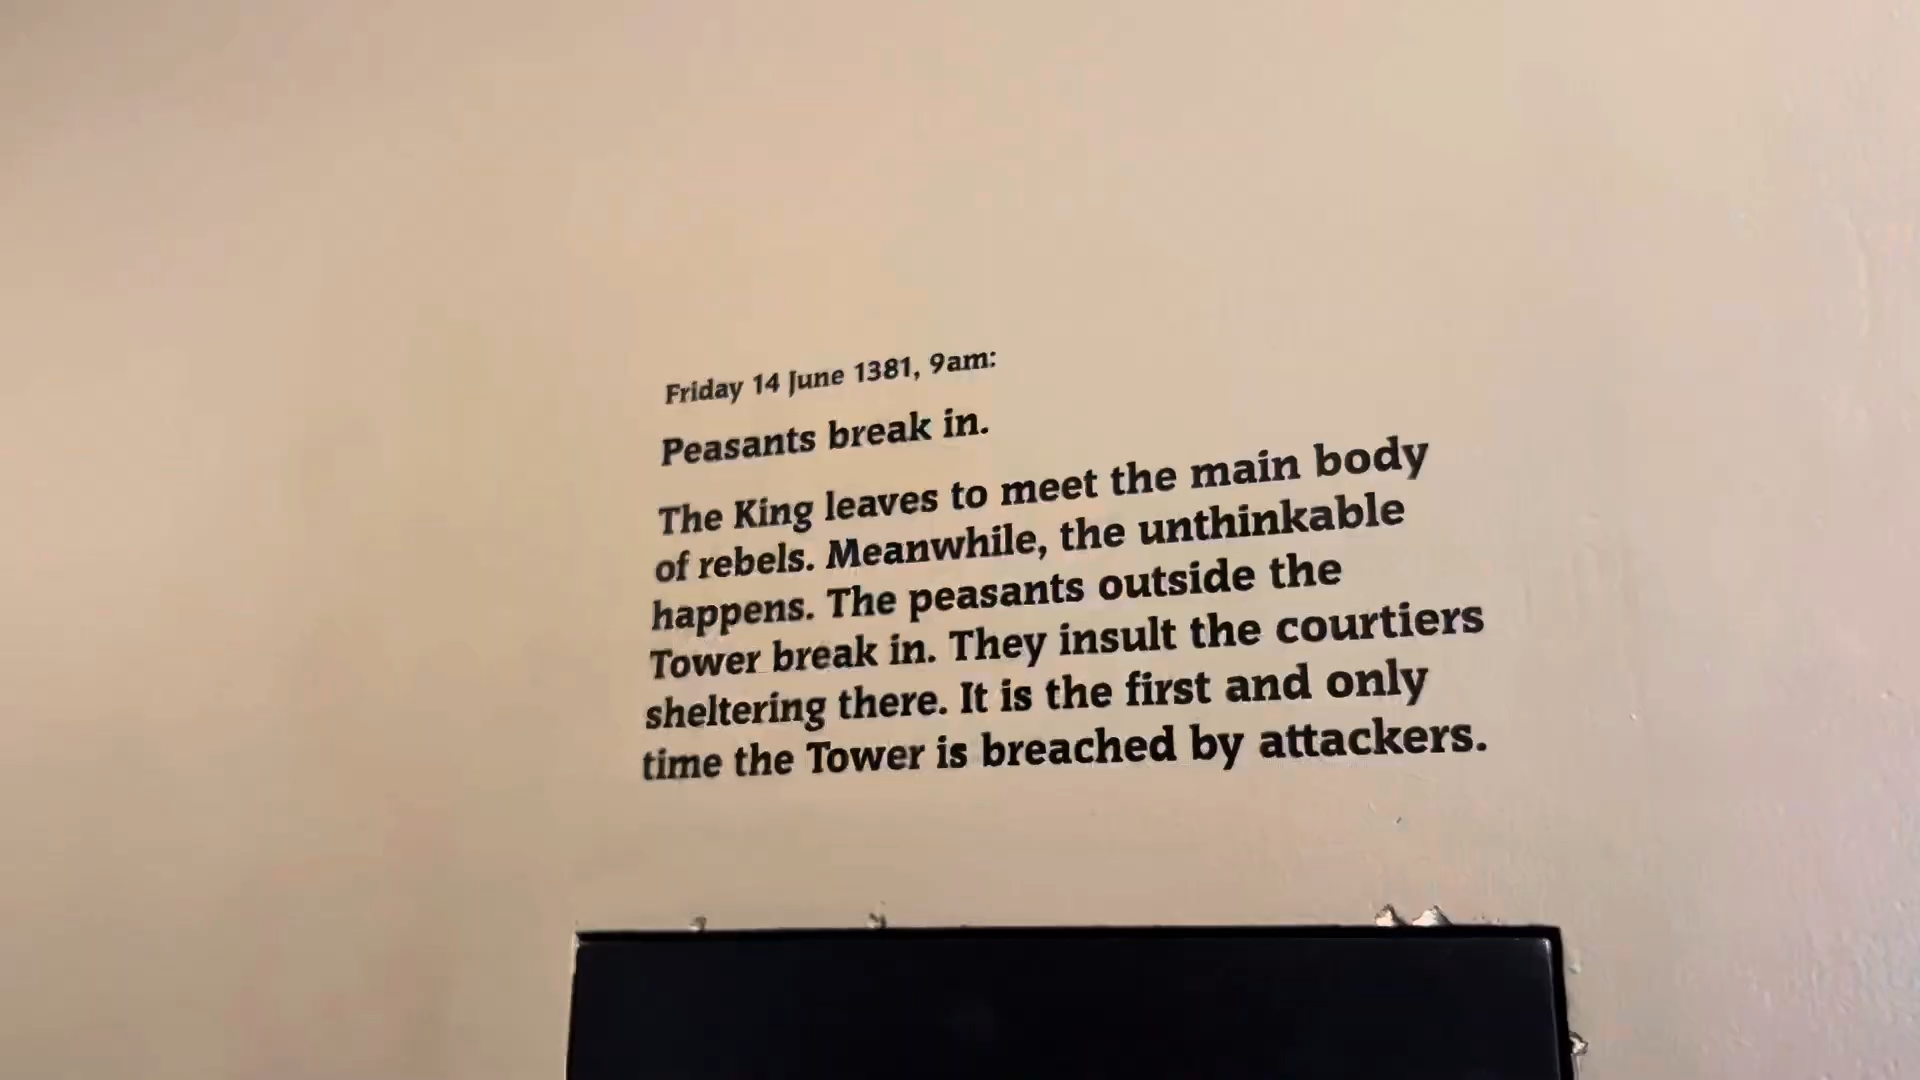 Friday 14 June 1381, 9am:
Peasants break in.
The King leaves to meet the main body
of rebels. Meanwhile, the unthinkable
happens. The peasants outside the
Tower break in. They insult the courtiers
sheltering there. It is the first and only
time the Tower is breached by attackers.